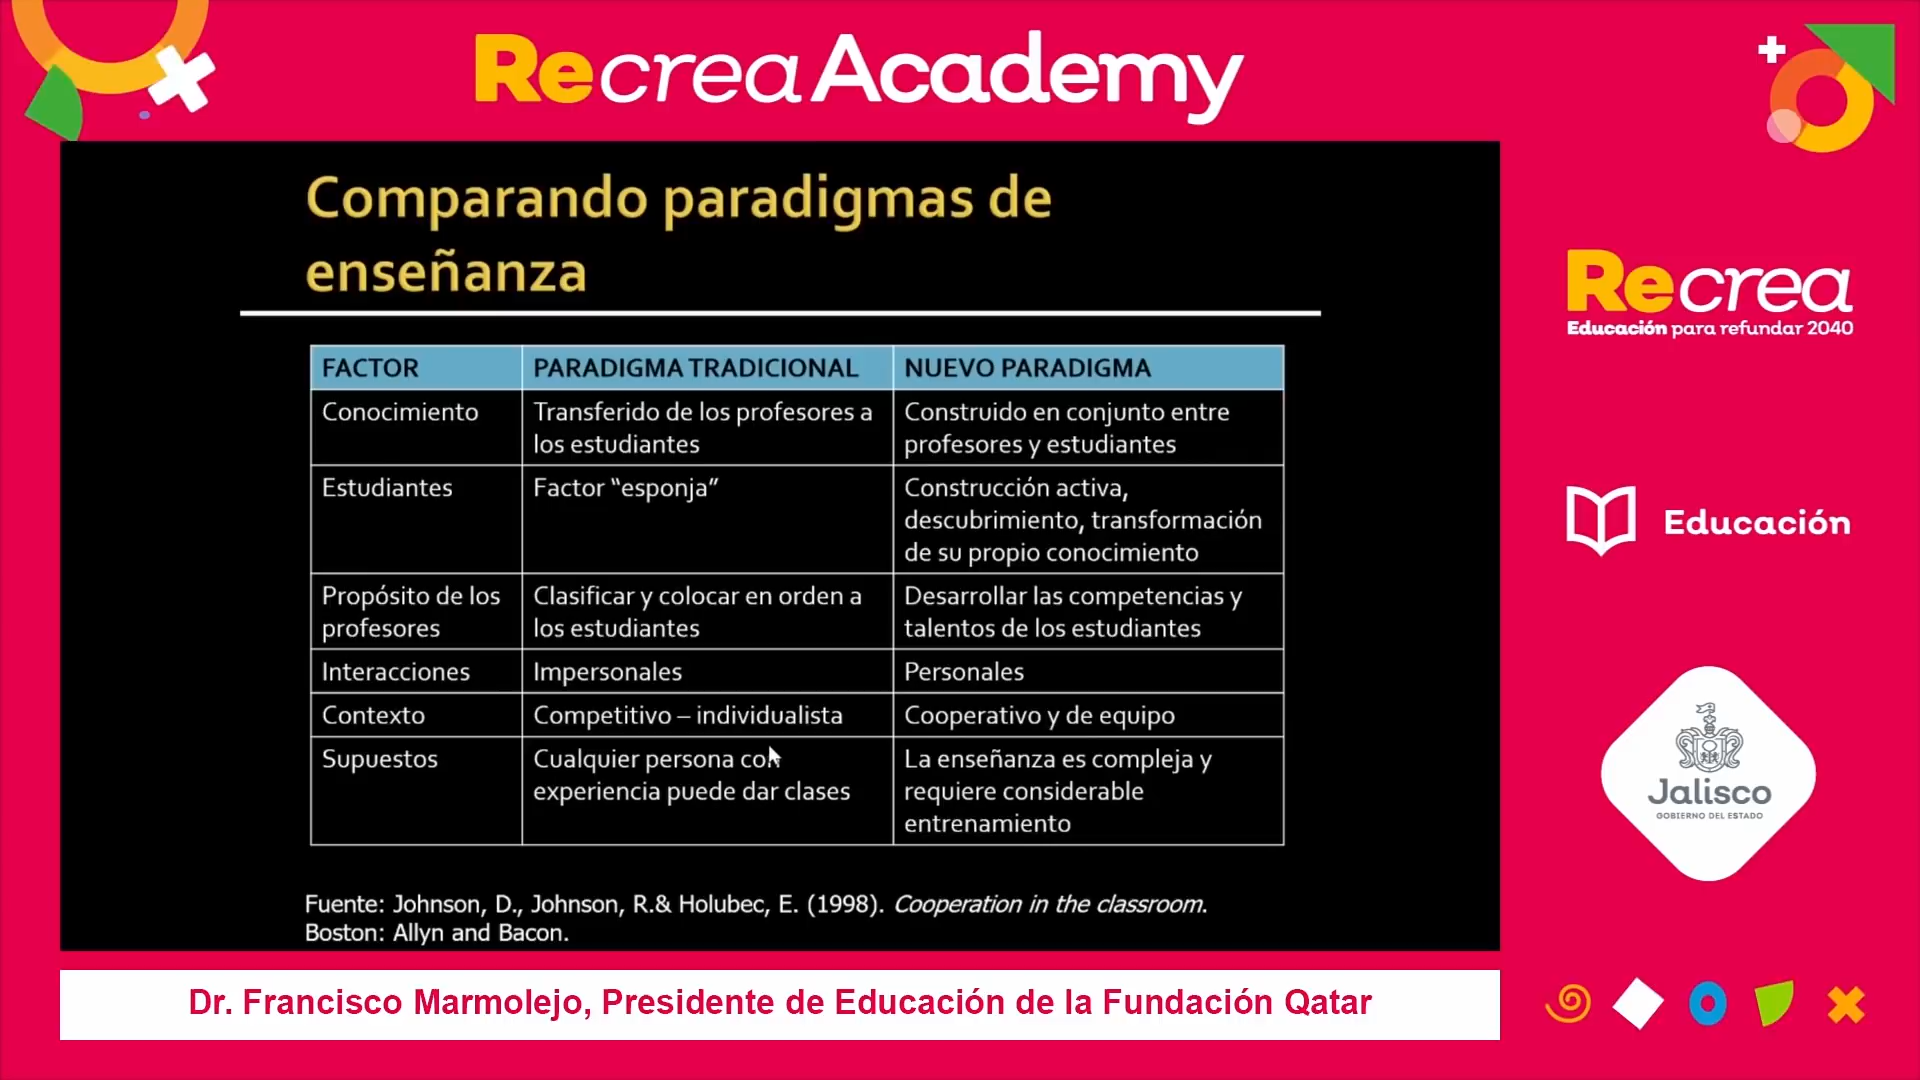 Recrea Academy
Comparando paradigmas de
enseñanza
FACTOR
PARADIGMA TRADICIONAL
NUEVO PARADIGMA
Conocimiento
Transferido de los profesores a
los estudiantes
Construido en conjunto entre
profesores y estudiantes
Estudiantes
Factor “esponja”
Construcción activa,
descubrimiento, transformación
de su propio conocimiento
Propósito de los
profesores
Clasificar y colocar en orden a
los estudiantes
Desarrollar las competencias y
talentos de los estudiantes
Interacciones
Impersonales
Personales
Contexto
Competitivo – individualista
Cooperativo y de equipo
Supuestos
Cualquier persona con
experiencia puede dar clases
La enseñanza es compleja y
requiere considerable
entrenamiento
Fuente: Johnson, D., Johnson, R.& Holubec, E. (1998). Cooperation in the classroom.
Boston: Allyn and Bacon.
Dr. Francisco Marmolejo, Presidente de Educación de la Fundación Qatar
Recrea
Educación para refundar 2040
Educación
Jalisco
GOBIERNO DEL ESTADO